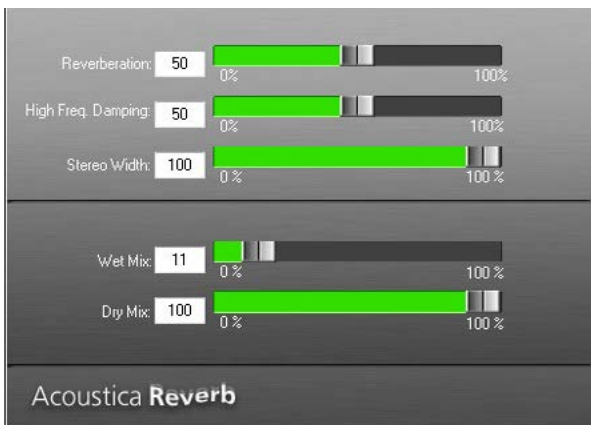 Reverberation: 50
0% 100%
High Freq. Damping: 50
0% 100%
Stereo Width: 100
0 % 100 %
Wet Mix: 11
0 % 100 %
Dry Mix: 100
0 % 100 %
Acoustica Reverb